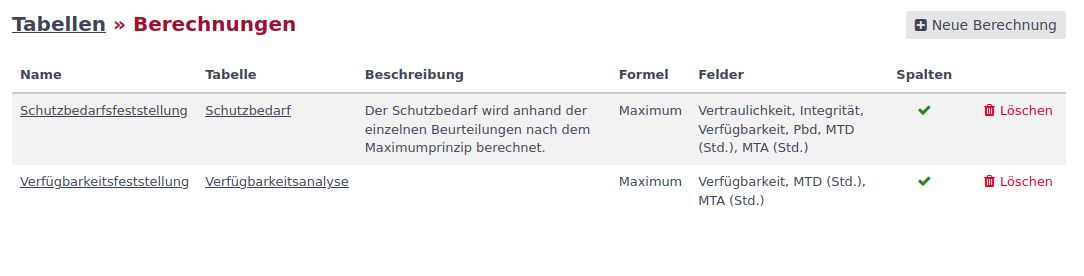 Tabellen » Berechnungen
Neue Berechnung
Name Tabelle Beschreibung Formel Felder Spalten
Schutzbedarfsfeststellung Schutzbedarf Der Schutzbedarf wird anhand der Maximum Vertraulichkeit, Integrität, Löschen
einzelnen Beurteilungen nach dem Verfügbarkeit, Pbd, MTD
Maximumprinzip berechnet. (Std.), MTA (Std.)
Verfügbarkeitsfeststellung Verfügbarkeitsanalyse Maximum Verfügbarkeit, MTD (Std.), Löschen
MTA (Std.)